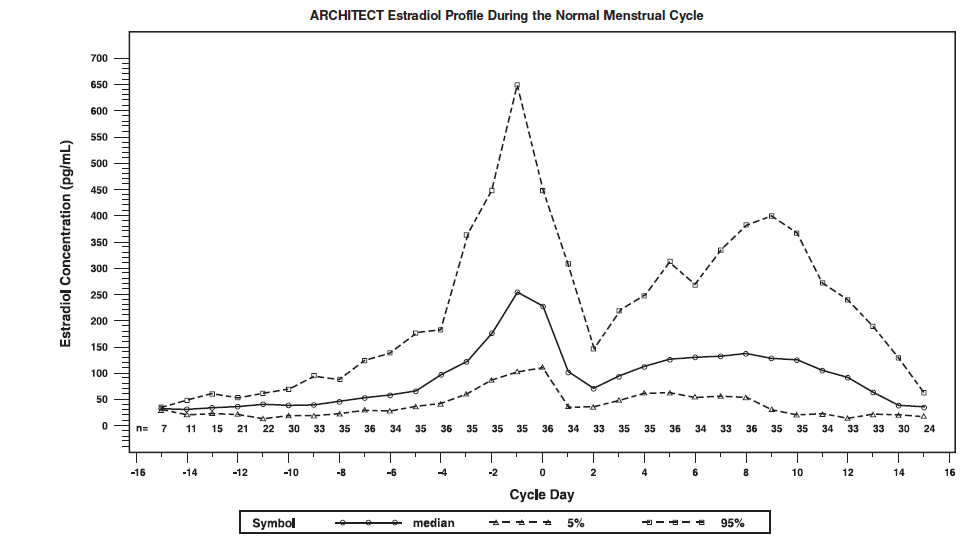 ARCHITECT Estradiol Profile During the Normal Menstrual Cycle
Estradiol Concentration (pg/mL)
700
650
600
550
500
450
400
350
300
250
200
150
100
50
0
n= 7 11 15 21 22 30 33 35 36 34 35 36 35 35 35 36 34 33 36 35 35 36 34 33 36 35 35 34 33 33 30 24
-16 -14 -12 -10 -8 -6 -4 -2 0 2 4 6 8 10 12 14 16
Cycle Day
Symbol median 5% 95%